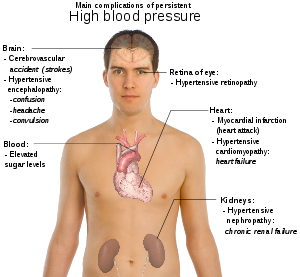 Main complications of persistent
High blood pressure
Brain:
- Cerebrovascular
accident (strokes)
- Hypertensive
encephalopathy:
-confusion
-headache
-convulsion
Retina of eye:
- Hypertensive retinopathy
Heart:
- Myocardial infarction
(heart attack)
- Hypertensive
cardiomyopathy:
heart failure
Blood:
- Elevated
sugar levels
Kidneys:
- Hypertensive
nephropathy:
chronic renal failure